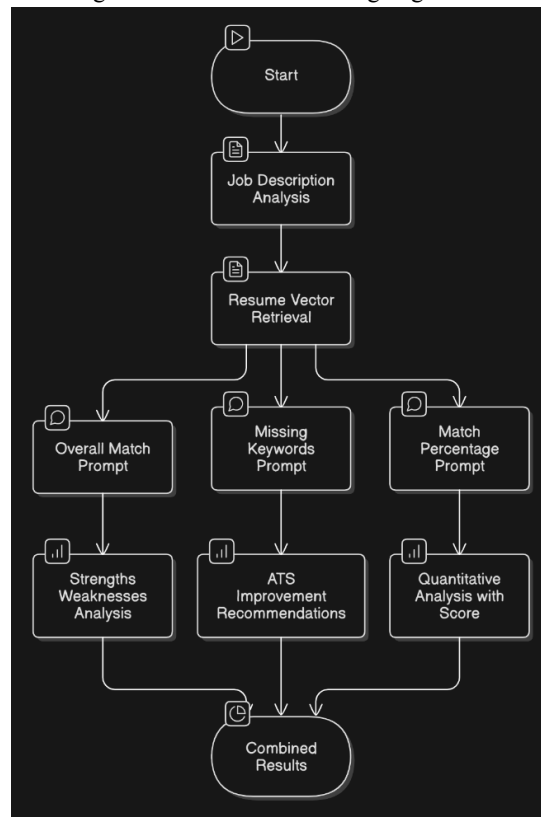 Start
Job Description
Analysis
Resume Vector
Retrieval
Overall Match
Prompt
Missing
Keywords
Prompt
Match
Percentage
Prompt
Strengths
Weaknesses
Analysis
ATS
Improvement
Recommendations
Quantitative
Analysis with
Score
Combined
Results